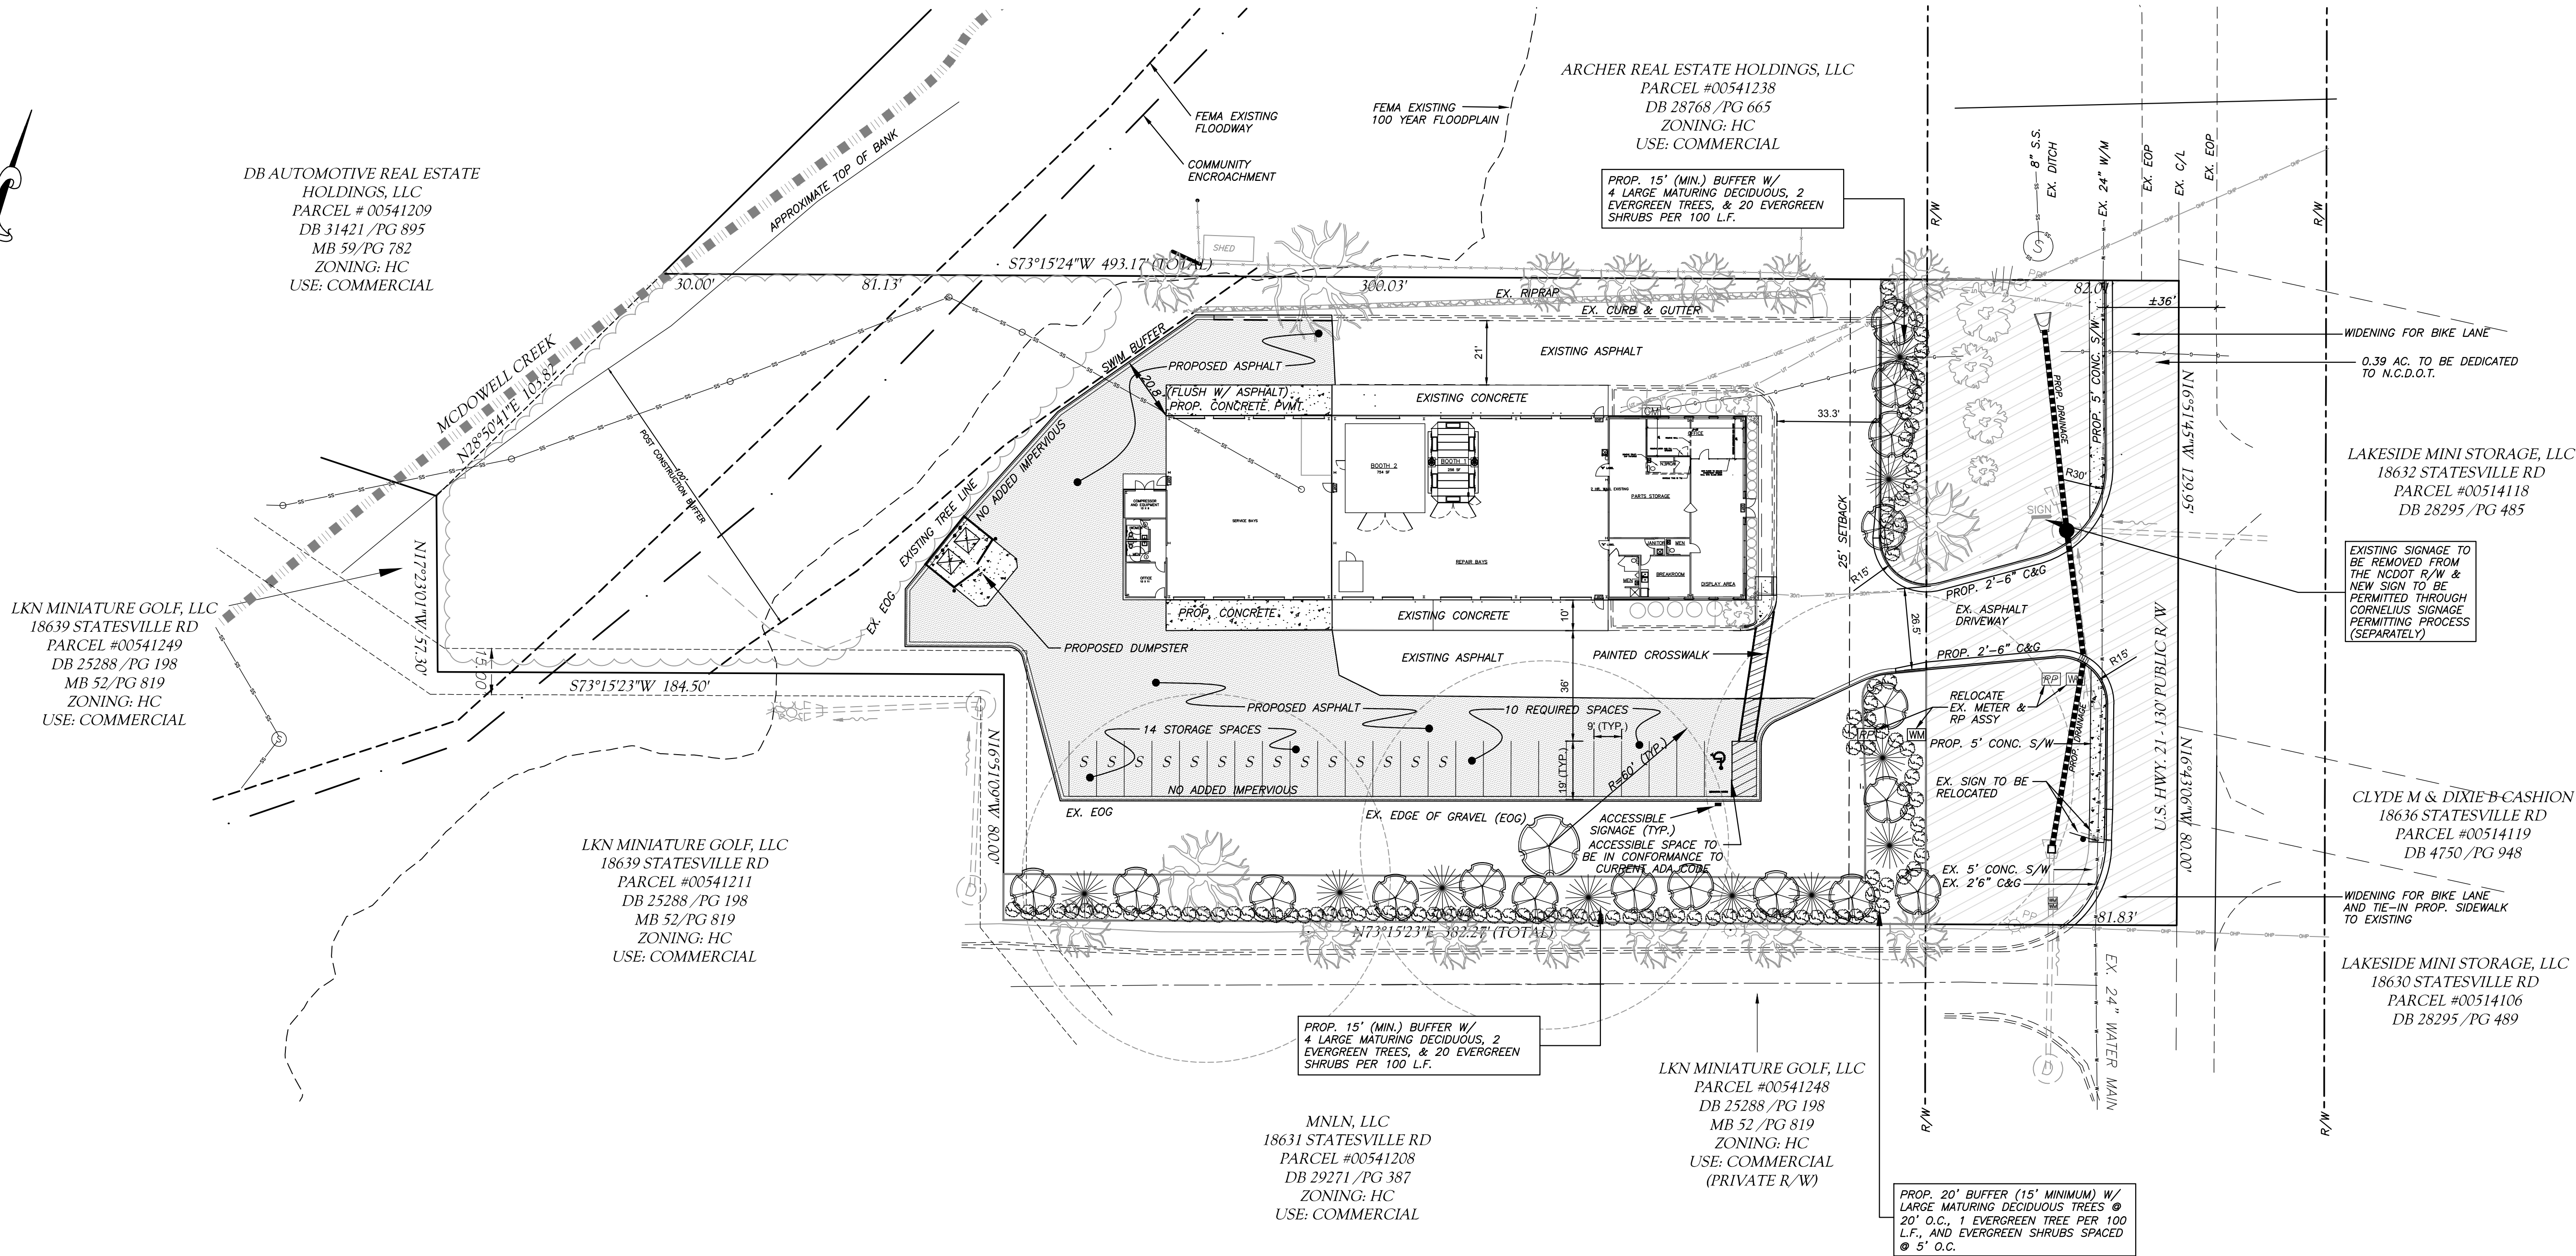 DB AUTOMOTIVE REAL ESTATE
HOLDINGS, LLC
PARCEL # 00541209
DB 31421 /PG 895
MB 59/PG 782
ZONING: HC
USE: COMMERCIAL
FEMA EXISTING
FLOODWAY
COMMUNITY
ENCROACHMENT
FEMA EXISTING
100 YEAR FLOODPLAIN
ARCHER REAL ESTATE HOLDINGS, LLC
PARCEL #00541238
DB 28768 /PG 665
ZONING: HC
USE: COMMERCIAL
PROP. 15' (MIN.) BUFFER W/
4 LARGE MATURING DECIDUOUS, 2
EVERGREEN TREES, & 20 EVERGREEN
SHRUBS PER 100 L.F.
R/W
8" S.S.
EX. DITCH
EX. 24" W/M
EX. EOP
EX. C/L
EX. EOP
R/W
APPROXIMATE TOP OF BANK
MCDOWELL CREEK
N28°50'41"E 103.82'
SHED
S73°15'24"W 493.17' (TOTAL)
30.00'
81.13'
300.03'
82.01'
±36'
EX. RIPRAP
EX. CURB & GUTTER
SWIM BUFFER
20.8'
21'
PROPOSED ASPHALT
EXISTING ASPHALT
(FLUSH W/ ASPHALT)
PROP. CONCRETE PVMT.
EXISTING CONCRETE
GM
33.3'
25' SETBACK
S
PP
SIGN
PROP. DRAINAGE
PROP. 5' CONC. S/W
R30'
WIDENING FOR BIKE LANE
0.39 AC. TO BE DEDICATED
TO N.C.D.O.T.
N16°51'45"W 129.95'
LAKESIDE MINI STORAGE, LLC
18632 STATESVILLE RD
PARCEL #00514118
DB 28295 /PG 485
EXISTING SIGNAGE TO
BE REMOVED FROM
THE NCDOT R/W &
NEW SIGN TO BE
PERMITTED THROUGH
CORNELIUS SIGNAGE
PERMITTING PROCESS
(SEPARATELY)
100'
POST CONSTRUCTION BUFFER
EXISTING TREE LINE
NO ADDED IMPERVIOUS
EX. EOG
COMPRESSOR
AND EQUIPMENT
OFFICE
SERVICE BAYS
BOOTH 2
754 SF
BOOTH 1
REPAIR BAYS
OFFICE
PARTS STORAGE
JANITOR
MEN
MEN
BREAKROOM
DISPLAY AREA
PROP. CONCRETE
EXISTING CONCRETE
10'
EXISTING ASPHALT
PAINTED CROSSWALK
PROPOSED DUMPSTER
36'
R15'
PROP. 2'-6" C&G
EX. ASPHALT
DRIVEWAY
26.5'
PROP. 2'-6" C&G
R15'
LKN MINIATURE GOLF, LLC
18639 STATESVILLE RD
PARCEL #00541249
DB 25288 /PG 198
MB 52/PG 819
ZONING: HC
USE: COMMERCIAL
N17°23'01"W 57.30'
15.00'
S73°15'23"W 184.50'
S
PROPOSED ASPHALT
14 STORAGE SPACES
10 REQUIRED SPACES
9' (TYP.)
19' (TYP.)
R=60' (TYP.)
S S S S S S S S S S S S S S
NO ADDED IMPERVIOUS
EX. EOG
EX. EDGE OF GRAVEL (EOG)
ACCESSIBLE
SIGNAGE (TYP.)
ACCESSIBLE SPACE TO
BE IN CONFORMANCE TO
CURRENT ADA CODE
RP
W
RELOCATE
EX. METER &
RP ASSY
RP
WM
PROP. 5' CONC. S/W
PROP. DRAINAGE
EX. SIGN TO BE
RELOCATED
EX. 5' CONC. S/W
EX. 2'6" C&G
U.S. HWY. 21 - 130' PUBLIC R/W
N16°43'06"W 80.00'
CLYDE M & DIXIE B CASHION
18636 STATESVILLE RD
PARCEL #00514119
DB 4750 /PG 948
WIDENING FOR BIKE LANE
AND TIE-IN PROP. SIDEWALK
TO EXISTING
81.83'
PP
D
N16°51'09"W 80.00'
D
N73°15'23"E 382.27' (TOTAL)
LKN MINIATURE GOLF, LLC
18639 STATESVILLE RD
PARCEL #00541211
DB 25288 /PG 198
MB 52/PG 819
ZONING: HC
USE: COMMERCIAL
LAKESIDE MINI STORAGE, LLC
18630 STATESVILLE RD
PARCEL #00514106
DB 28295 /PG 489
EX. 24" WATER MAIN
D
R/W
R/W
PROP. 15' (MIN.) BUFFER W/
4 LARGE MATURING DECIDUOUS, 2
EVERGREEN TREES, & 20 EVERGREEN
SHRUBS PER 100 L.F.
MNLN, LLC
18631 STATESVILLE RD
PARCEL #00541208
DB 29271 /PG 387
ZONING: HC
USE: COMMERCIAL
LKN MINIATURE GOLF, LLC
PARCEL #00541248
DB 25288 /PG 198
MB 52 /PG 819
ZONING: HC
USE: COMMERCIAL
(PRIVATE R/W)
PROP. 20' BUFFER (15' MINIMUM) W/
LARGE MATURING DECIDUOUS TREES @
20' O.C., 1 EVERGREEN TREE PER 100
L.F., AND EVERGREEN SHRUBS SPACED
@ 5' O.C.